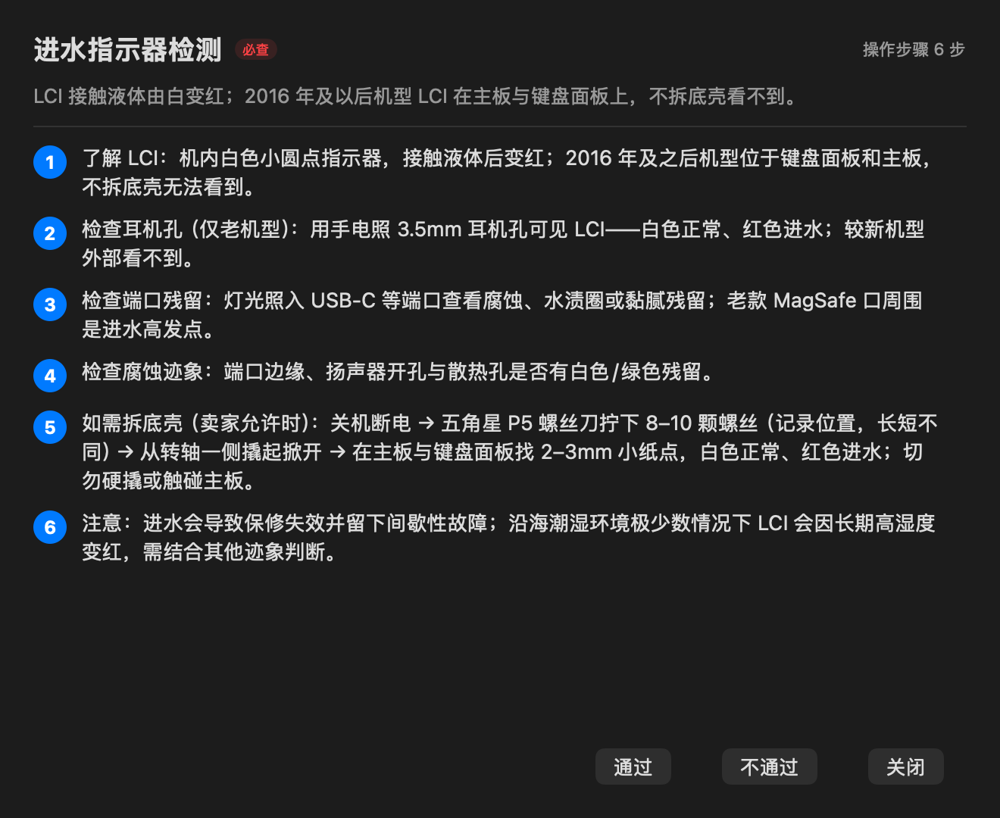 进水指示器检测 必查 操作步骤 6 步
LCI 接触液体由白变红；2016 年及以后机型 LCI 在主板与键盘面板上，不拆底壳看不到。
1 了解 LCI：机内白色小圆点指示器，接触液体后变红；2016 年及之后机型位于键盘面板和主板，
不拆底壳无法看到。
2 检查耳机孔（仅老机型）：用手电照 3.5mm 耳机孔可见 LCI——白色正常、红色进水；较新机型
外部看不到。
3 检查端口残留：灯光照入 USB-C 等端口查看腐蚀、水渍圈或黏腻残留；老款 MagSafe 口周围
是进水高发点。
4 检查腐蚀迹象：端口边缘、扬声器开孔与散热孔是否有白色/绿色残留。
5 如需拆底壳（卖家允许时）：关机断电 → 五角星 P5 螺丝刀拧下 8–10 颗螺丝（记录位置，长短不
同）→ 从转轴一侧撬起掀开 → 在主板与键盘面板找 2–3mm 小纸点，白色正常、红色进水；切
勿硬撬或触碰主板。
6 注意：进水会导致保修失效并留下间歇性故障；沿海潮湿环境极少数情况下 LCI 会因长期高湿度
变红，需结合其他迹象判断。
通过 不通过 关闭